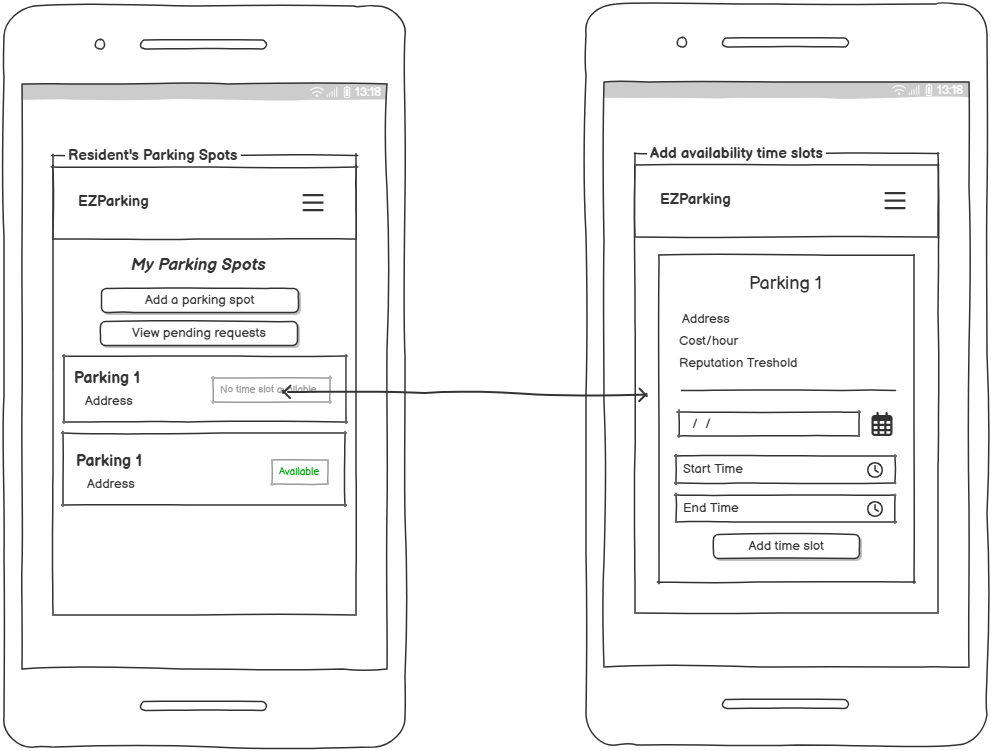 13:18
Resident's Parking Spots
EZParking
My Parking Spots
Add a parking spot
View pending requests
Parking 1
Address
No time slot available
Parking 1
Address
Available
13:18
Add availability time slots
EZParking
Parking 1
Address
Cost/hour
Reputation Treshold
/ /
Start Time
End Time
Add time slot